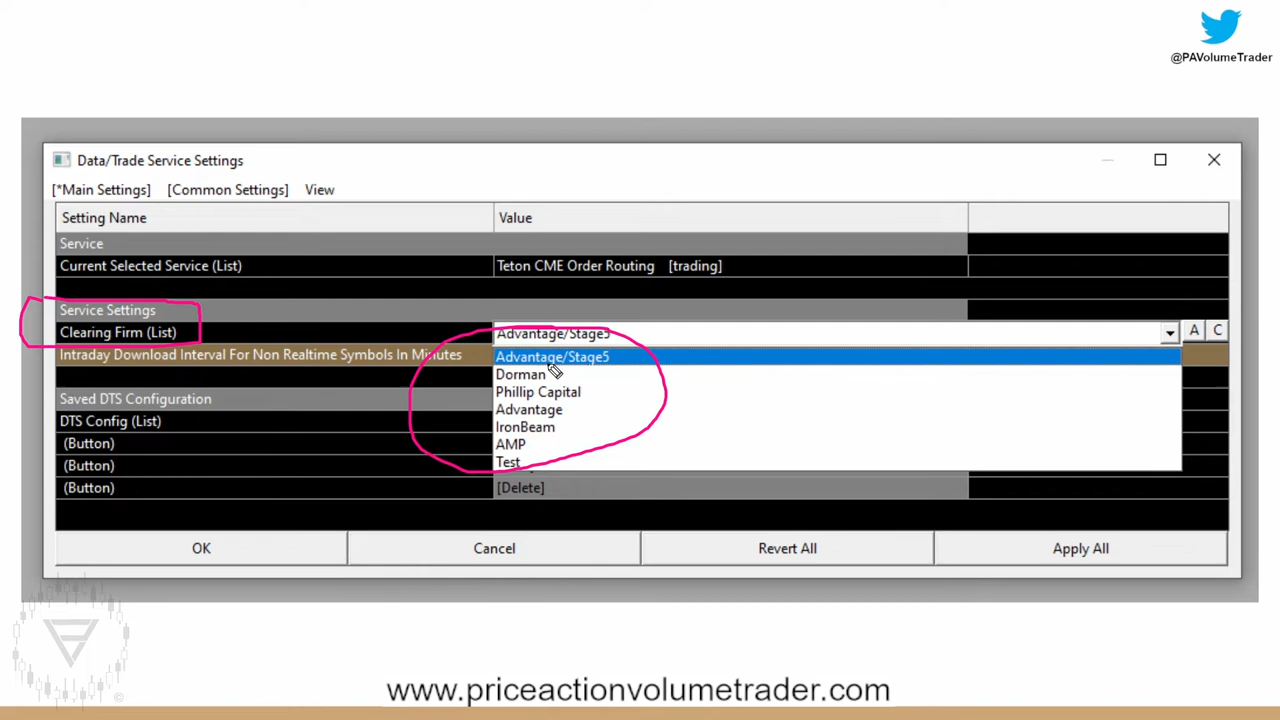 @PAVolumeTrader
Data/Trade Service Settings
[*Main Settings] [Common Settings] View
Setting Name Value
Service
Current Selected Service (List) Teton CME Order Routing [trading]
Service Settings
Clearing Firm (List) Advantage/Stage5 A C
Intraday Download Interval For Non Realtime Symbols In Minutes Advantage/Stage5
Dorman
Phillip Capital
Saved DTS Configuration
Advantage
DTS Config (List) IronBeam
(Button) AMP
(Button) Test
(Button) [Delete]
OK Cancel Revert All Apply All
©
www.priceactionvolumetrader.com